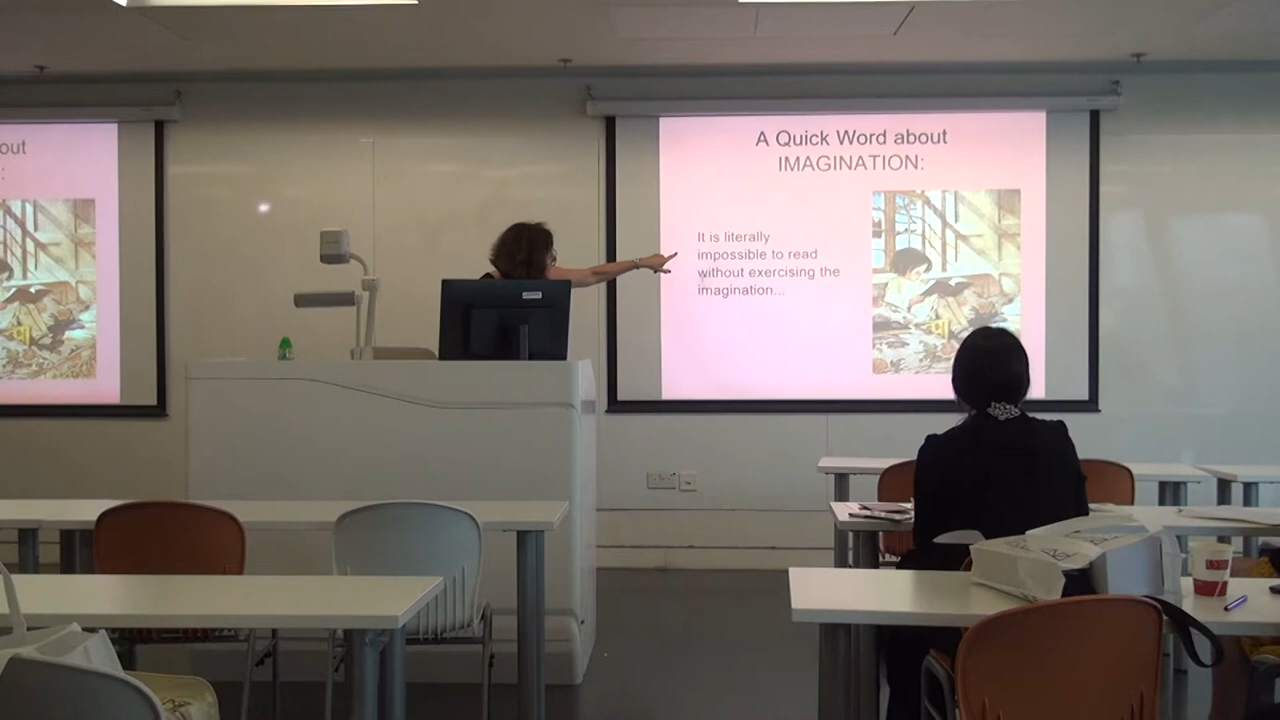 out
:
A Quick Word about
IMAGINATION:
It is literally
impossible to read
without exercising the
imagination...